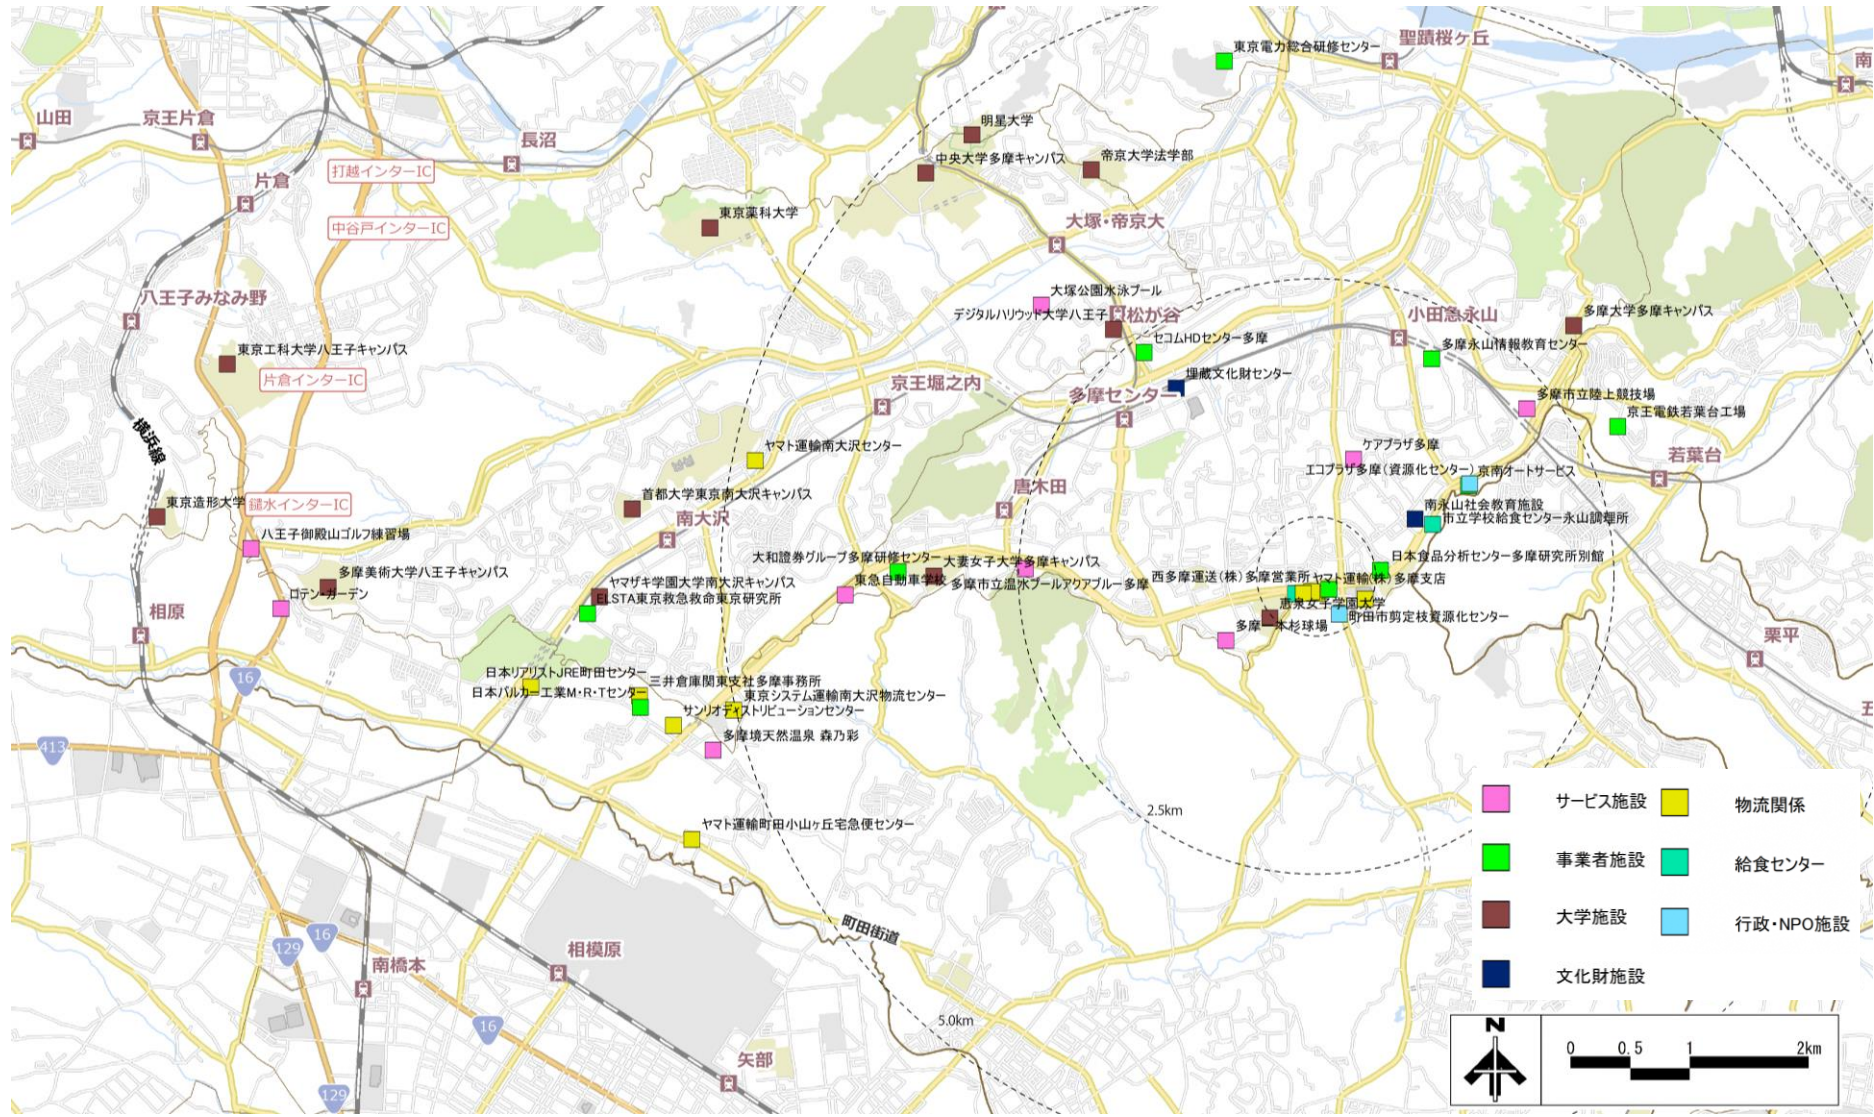 東京電力総合研修センター
聖蹟桜ヶ丘
南
山田
京王片倉
長沼
明星大学
中央大学多摩キャンパス
帝京大学法学部
打越インターIC
片倉
東京薬科大学
中谷戸インターIC
大塚・帝京大
八王子みなみ野
大塚公園水泳プール
デジタルハリウッド大学八王子
松が谷
小田急永山
多摩大学多摩キャンパス
セコムHDセンター多摩
多摩永山情報教育センター
東京工科大学八王子キャンパス
片倉インターIC
京王堀之内
埋蔵文化財センター
多摩センター
多摩市立陸上競技場
京王電鉄若葉台工場
横浜線
ヤマト運輸南大沢センター
ケアプラザ多摩
若葉台
エコプラザ多摩(資源化センター)
京南オートサービス
唐木田
首都大学東京南大沢キャンパス
東京造形大学
鑓水インターIC
南大沢
南永山社会教育施設
市立学校給食センター永山調理所
八王子御殿山ゴルフ練習場
大和證券グループ多摩研修センター
大妻女子大学多摩キャンパス
日本食品分析センター多摩研究所別館
多摩美術大学八王子キャンパス
ヤマザキ学園大学南大沢キャンパス
東急自動車学校
多摩市立温水プールアクアブルー多摩
西多摩運送(株)多摩営業所
ヤマト運輸(株)多摩支店
ロテン・ガーデン
ELSTA東京救急救命東京研究所
恵泉女子学園大学
相原
多摩一本杉球場
町田市剪定枝資源化センター
栗平
16
日本リアリストJRE町田センター
三井倉庫関東支社多摩事務所
日本パルカー工業M・R・Tセンター
東京システム運輸南大沢物流センター
サンリオディストリビューションセンター
五
413
多摩境天然温泉 森乃彩
2.5km
サービス施設
物流関係
ヤマト運輸町田小山ヶ丘宅急便センター
事業者施設
給食センター
町田街道
大学施設
行政・NPO施設
129
16
南橋本
相模原
文化財施設
16
5.0km
N
0 0.5 1 2km
矢部
129